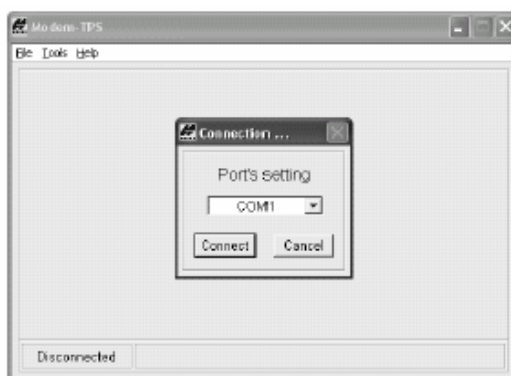 Modem-TPS
File Tools Help
Connection ...
Port's setting
COM1
Connect Cancel
Disconnected